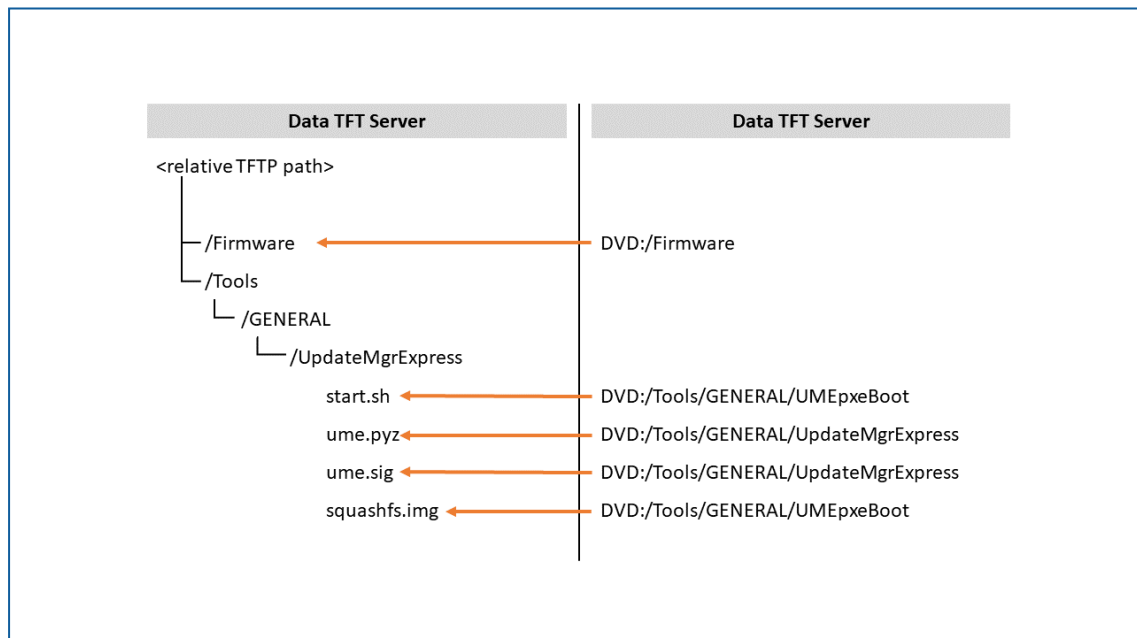 Data TFT Server Data TFT Server
<relative TFTP path>
/Firmware DVD:/Firmware
/Tools
/GENERAL
/UpdateMgrExpress
start.sh DVD:/Tools/GENERAL/UMEpxeBoot
ume.pyz DVD:/Tools/GENERAL/UpdateMgrExpress
ume.sig DVD:/Tools/GENERAL/UpdateMgrExpress
squashfs.img DVD:/Tools/GENERAL/UMEpxeBoot